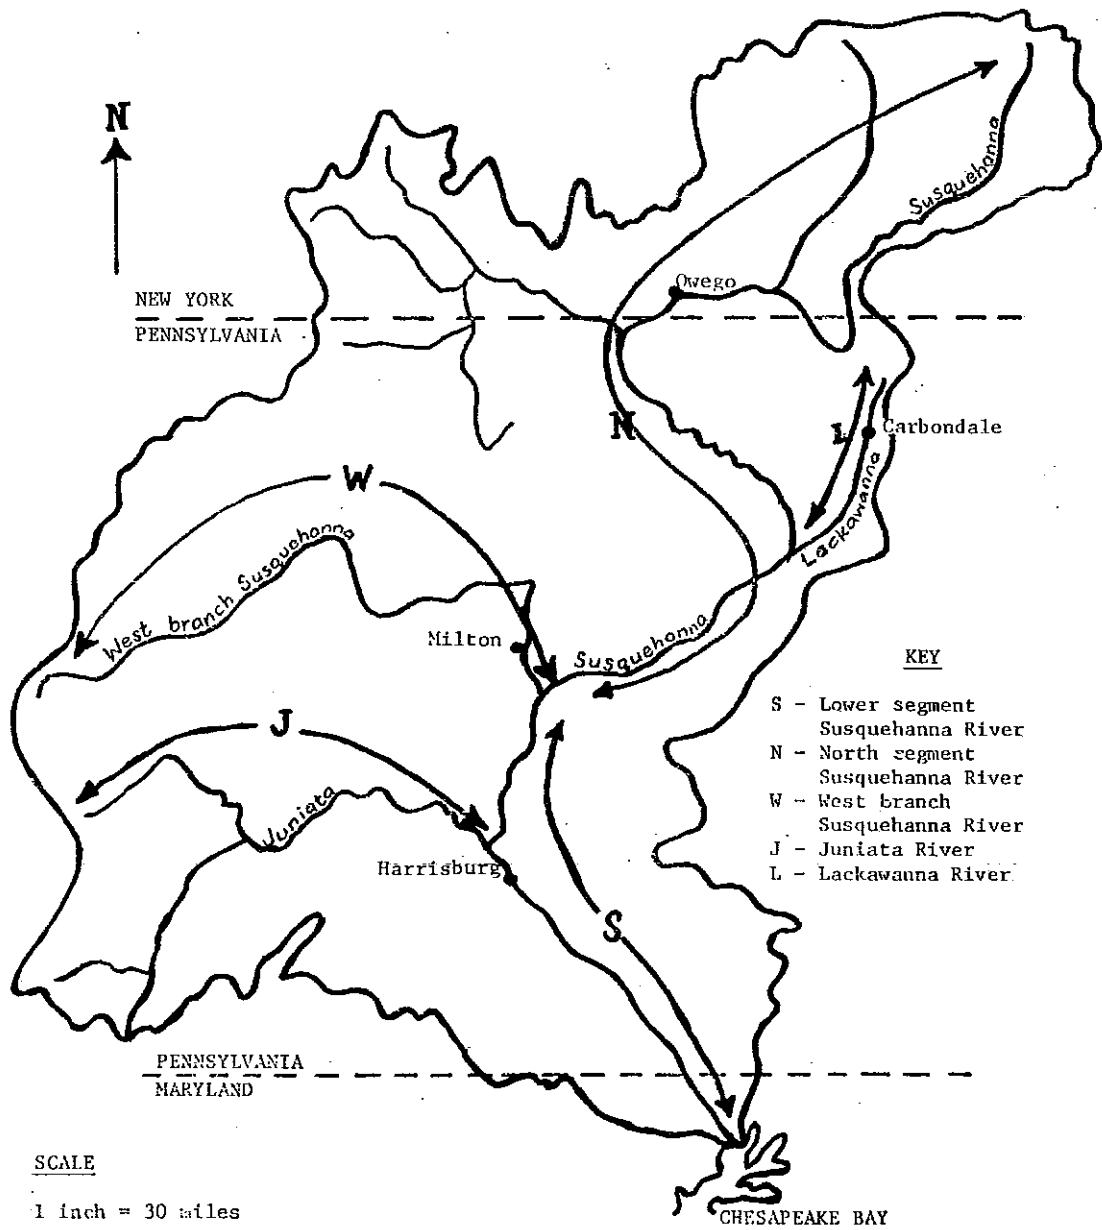 N
Susquehanna
Owego
NEW YORK
PENNSYLVANIA
N
L
Carbondale
Lackawanna
W
West branch Susquehanna
Milton
Susquehanna
J
Juniata
Harrisburg
S
KEY
S - Lower segment
Susquehanna River
N - North segment
Susquehanna River
W - West branch
Susquehanna River
J - Juniata River
L - Lackawanna River
PENNSYLVANIA
MARYLAND
SCALE
1 inch = 30 miles
CHESAPEAKE BAY